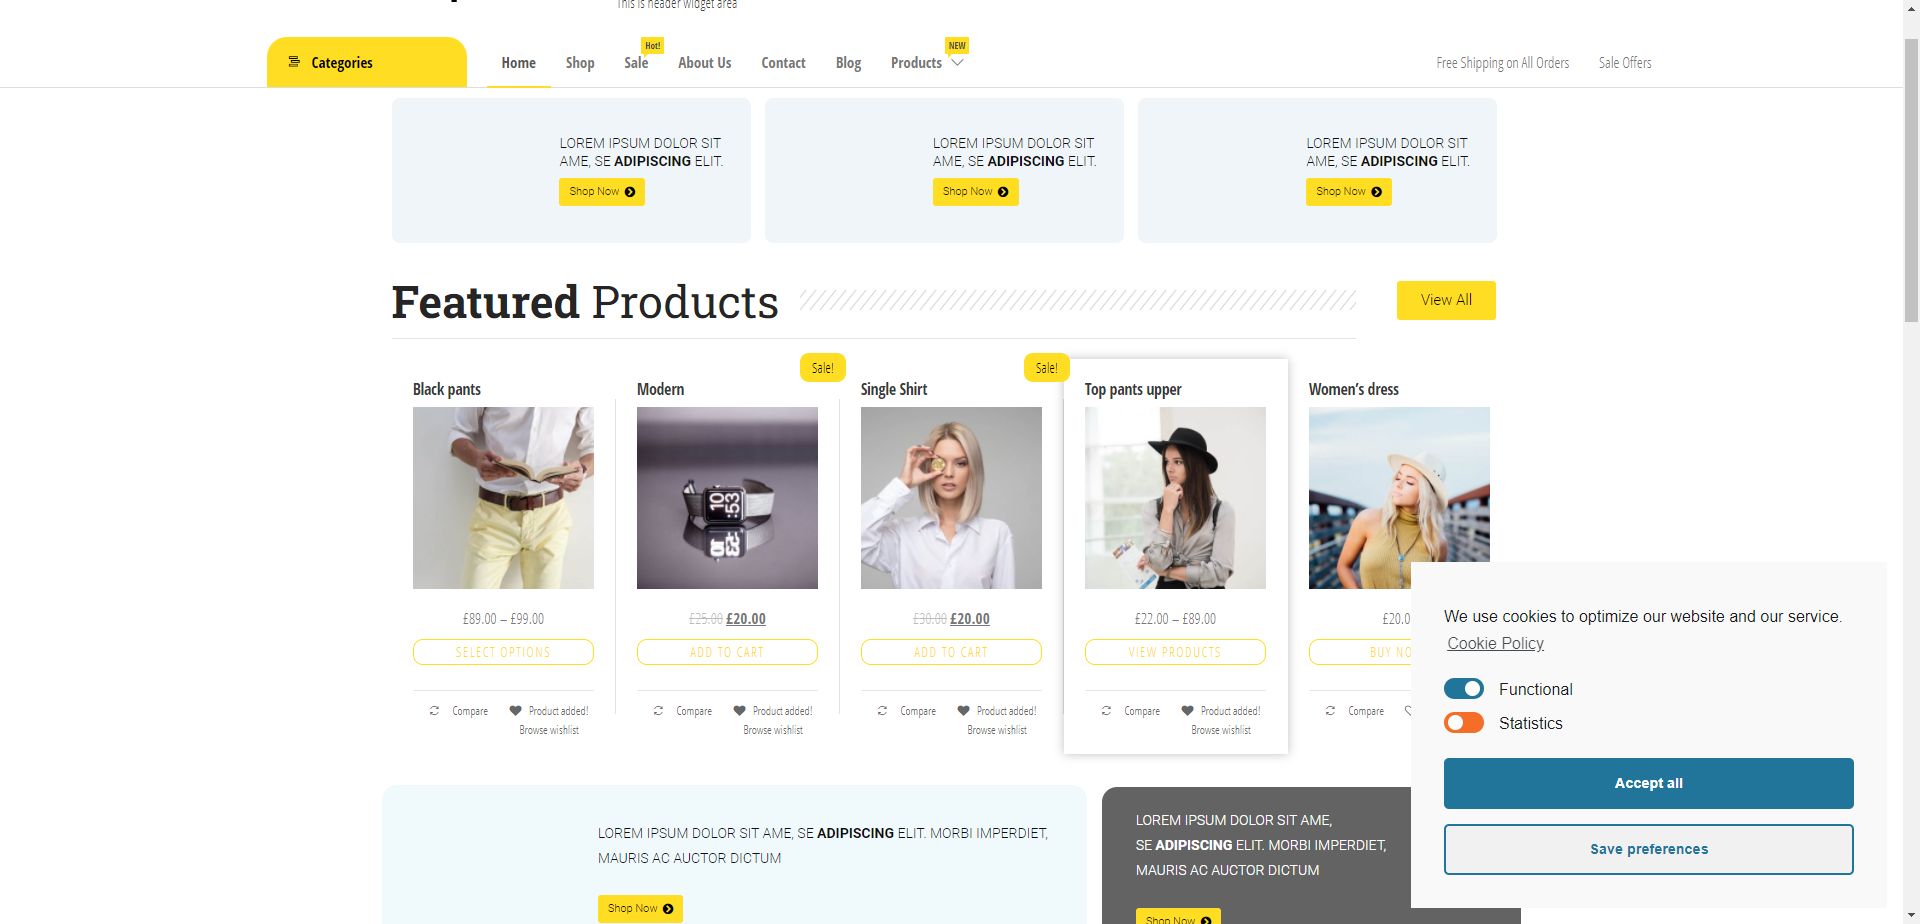 This is header widget area
Hot!
NEW
Categories
Home
Shop
Sale
About Us
Contact
Blog
Products
Free Shipping on All Orders
Sale Offers
LOREM IPSUM DOLOR SIT
AME, SE ADIPISCING ELIT.
Shop Now
LOREM IPSUM DOLOR SIT
AME, SE ADIPISCING ELIT.
Shop Now
LOREM IPSUM DOLOR SIT
AME, SE ADIPISCING ELIT.
Shop Now
Featured Products
View All
Black pants
£89.00 – £99.00
SELECT OPTIONS
Compare
Product added!
Browse wishlist
Sale!
Modern
10
:53
£25.00 £20.00
ADD TO CART
Compare
Product added!
Browse wishlist
Sale!
Single Shirt
£30.00 £20.00
ADD TO CART
Compare
Product added!
Browse wishlist
Top pants upper
£22.00 – £89.00
VIEW PRODUCTS
Compare
Product added!
Browse wishlist
Women's dress
£20.0
BUY NO
Compare
LOREM IPSUM DOLOR SIT AME, SE ADIPISCING ELIT. MORBI IMPERDIET,
MAURIS AC AUCTOR DICTUM
Shop Now
LOREM IPSUM DOLOR SIT AME,
SE ADIPISCING ELIT. MORBI IMPERDIET,
MAURIS AC AUCTOR DICTUM
Shop Now
We use cookies to optimize our website and our service.
Cookie Policy
Functional
Statistics
Accept all
Save preferences